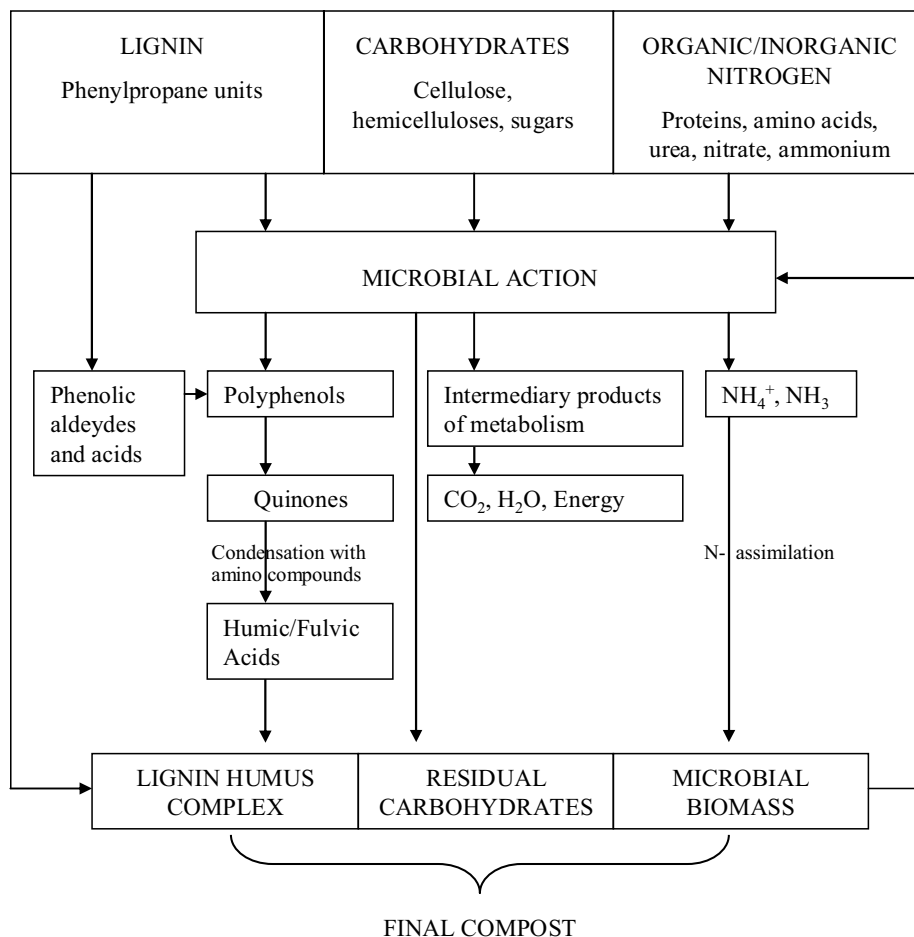 LIGNIN
Phenylpropane units
CARBOHYDRATES
Cellulose,
hemicelluloses, sugars
ORGANIC/INORGANIC
NITROGEN
Proteins, amino acids,
urea, nitrate, ammonium
MICROBIAL ACTION
Phenolic
aldeydes
and acids
Polyphenols
Intermediary products
of metabolism
NH₄⁺, NH₃
Quinones
CO₂, H₂O, Energy
Condensation with
amino compounds
N- assimilation
Humic/Fulvic
Acids
LIGNIN HUMUS
COMPLEX
RESIDUAL
CARBOHYDRATES
MICROBIAL
BIOMASS
FINAL COMPOST